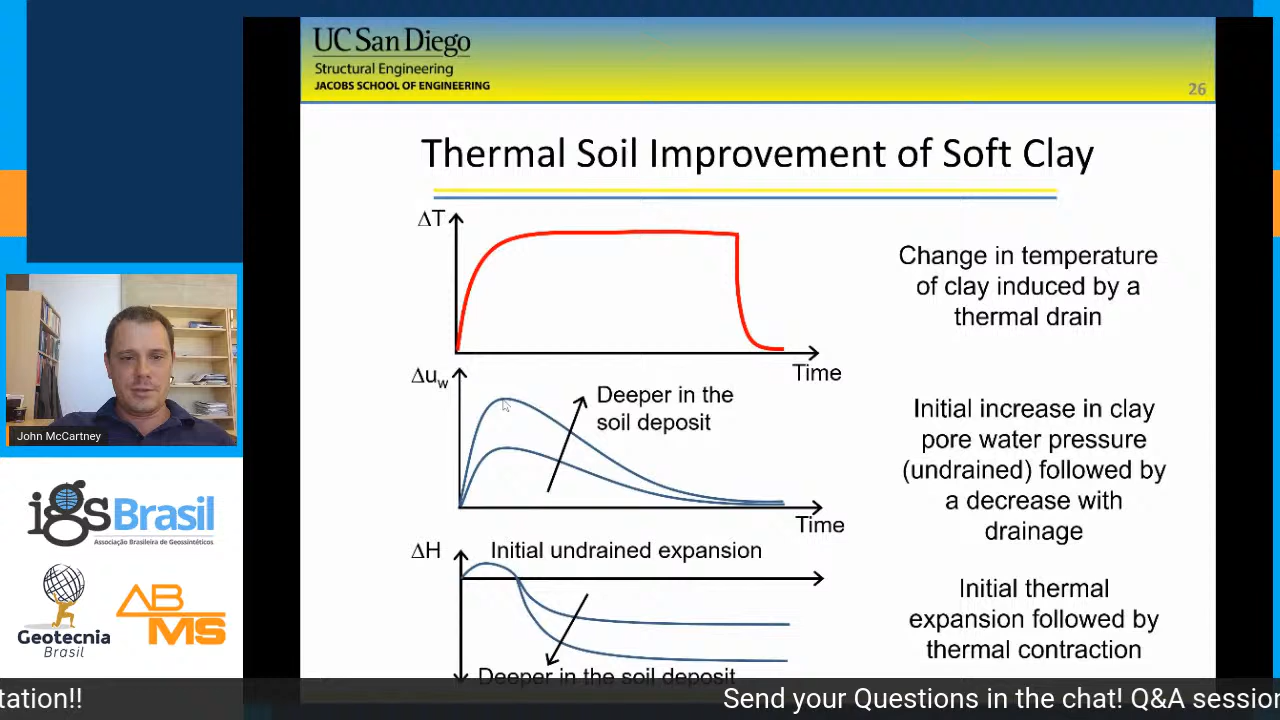 UC San Diego
Structural Engineering
JACOBS SCHOOL OF ENGINEERING
26
Thermal Soil Improvement of Soft Clay
ΔT
Time
Change in temperature
of clay induced by a
thermal drain
Δuw
Deeper in the
soil deposit
Time
Initial increase in clay
pore water pressure
(undrained) followed by
a decrease with
drainage
ΔH
Initial undrained expansion
Deeper in the soil deposit
Initial thermal
expansion followed by
thermal contraction
John McCartney
igsBrasil
Associação Brasileira de Geossintéticos
Geotecnia
Brasil
AB
MS
tation!!
Send your Questions in the chat! Q&A session